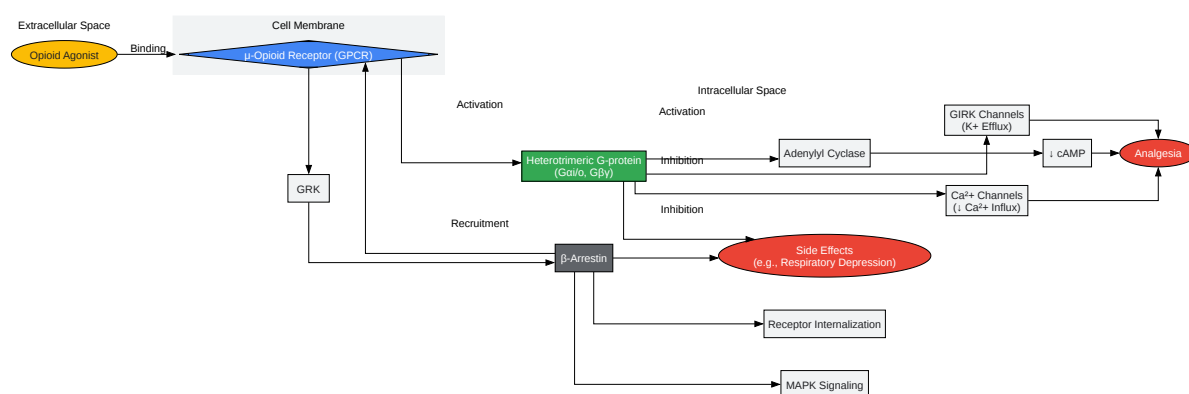 Extracellular Space
Cell Membrane
Opioid Agonist
Binding
μ-Opioid Receptor (GPCR)
Intracellular Space
Activation
Activation
GIRK Channels
(K+ Efflux)
Heterotrimeric G-protein
(Gαi/o, Gβγ)
Inhibition
Adenylyl Cyclase
↓ cAMP
Analgesia
GRK
Ca²+ Channels
(↓ Ca²+ Influx)
Inhibition
Recruitment
β-Arrestin
Side Effects
(e.g., Respiratory Depression)
Receptor Internalization
MAPK Signaling